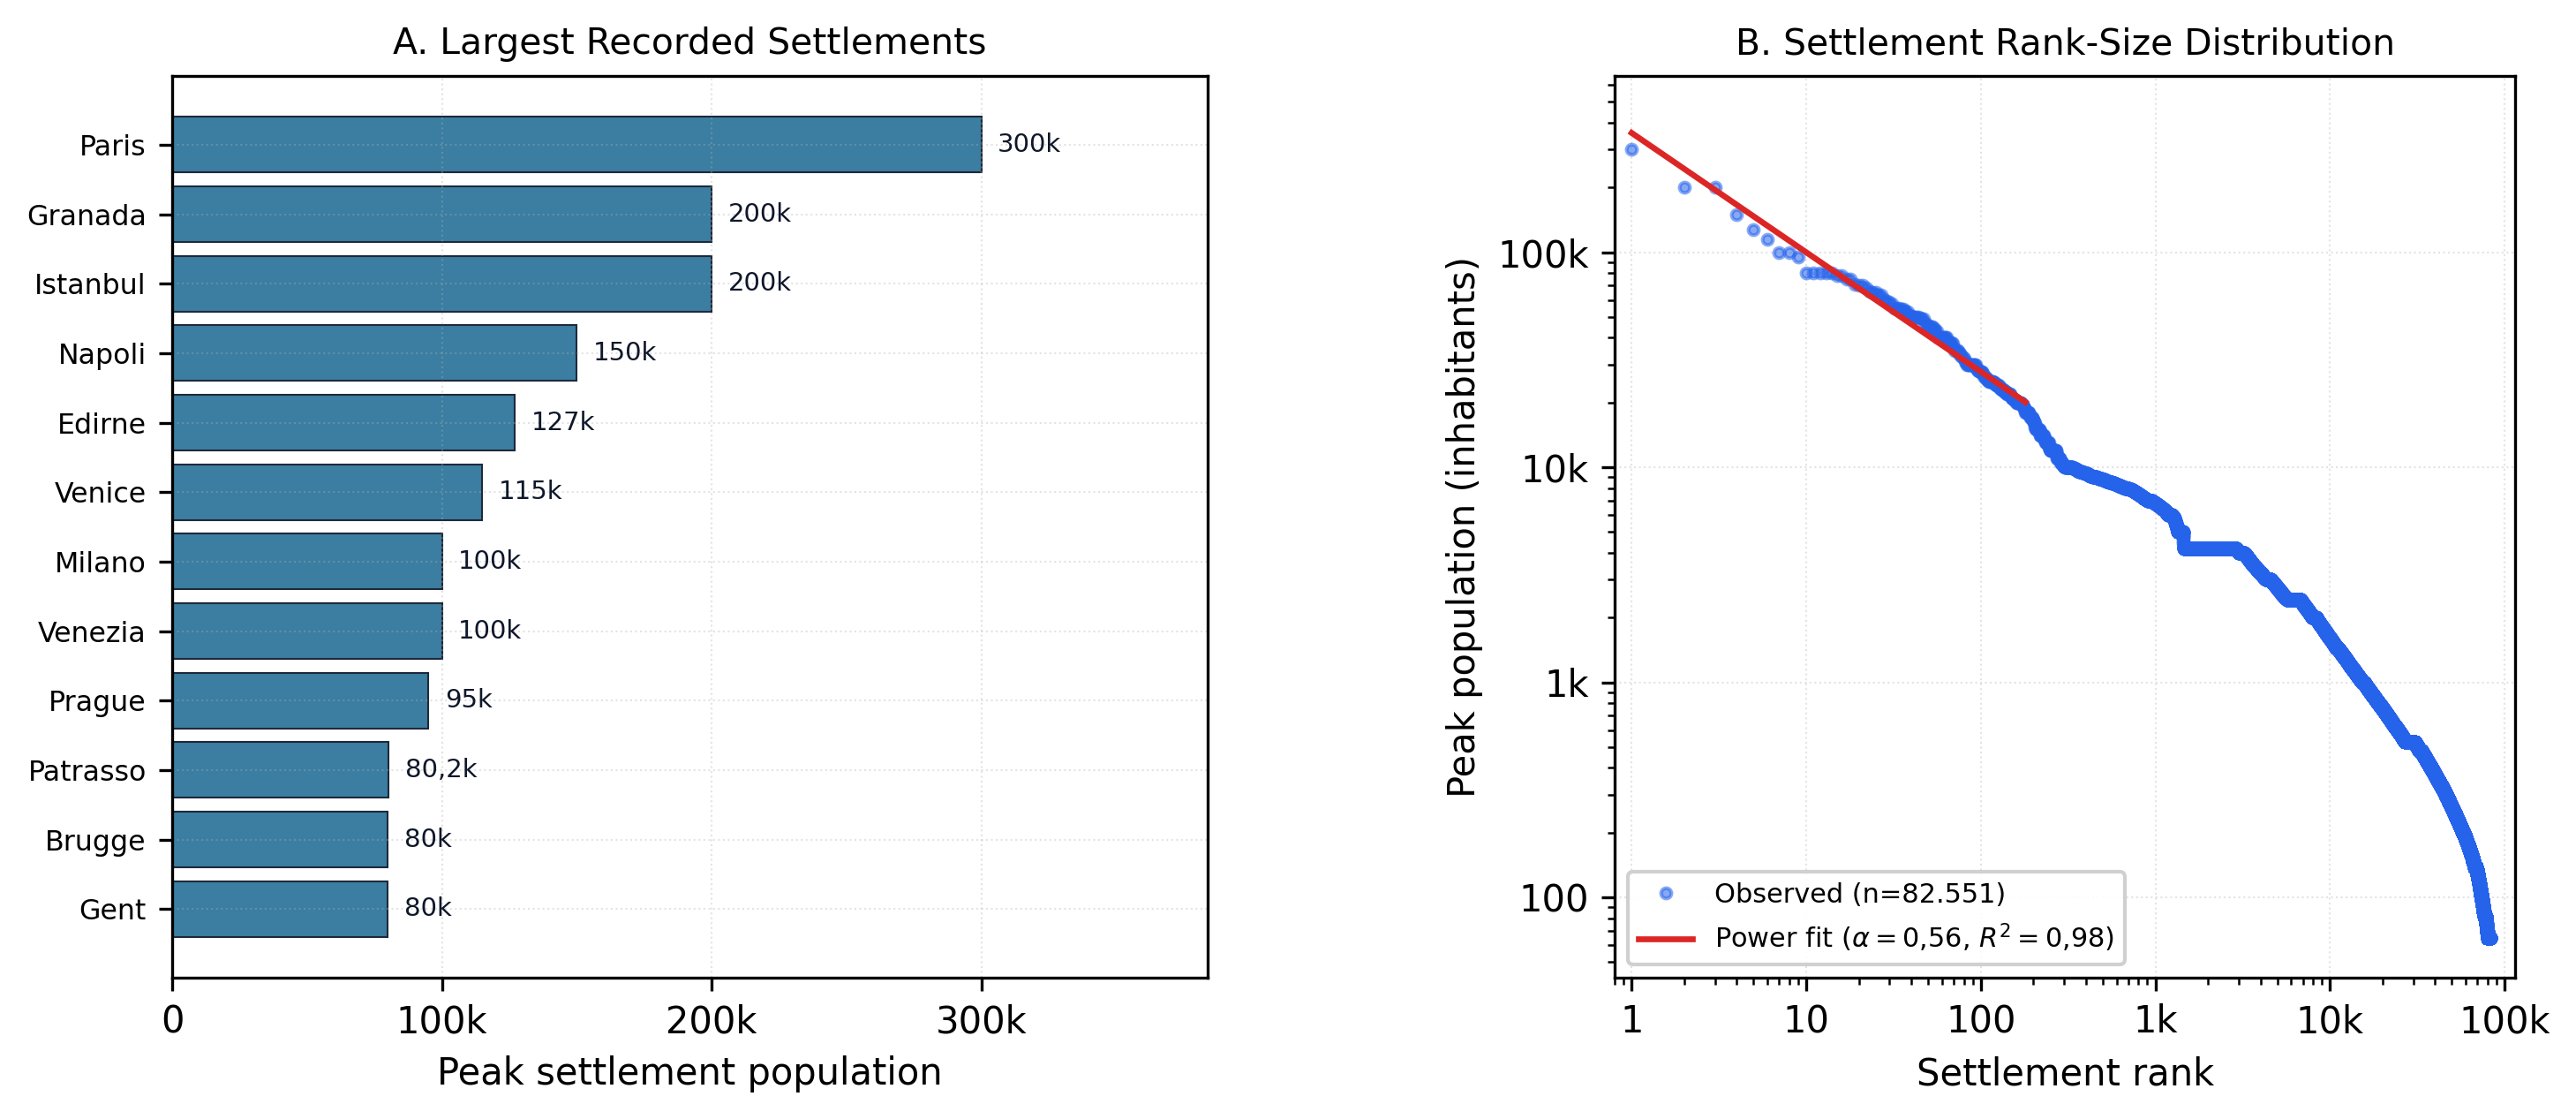 A. Largest Recorded Settlements
Paris
300k
Granada
200k
Istanbul
200k
Napoli
150k
Edirne
127k
Venice
115k
Milano
100k
Venezia
100k
Prague
95k
Patrasso
80,2k
Brugge
80k
Gent
80k
0 100k 200k 300k
Peak settlement population
B. Settlement Rank-Size Distribution
Peak population (inhabitants)
100k
10k
1k
100
Observed (n=82.551)
Power fit (α = 0,56, R² = 0,98)
1 10 100 1k 10k 100k
Settlement rank